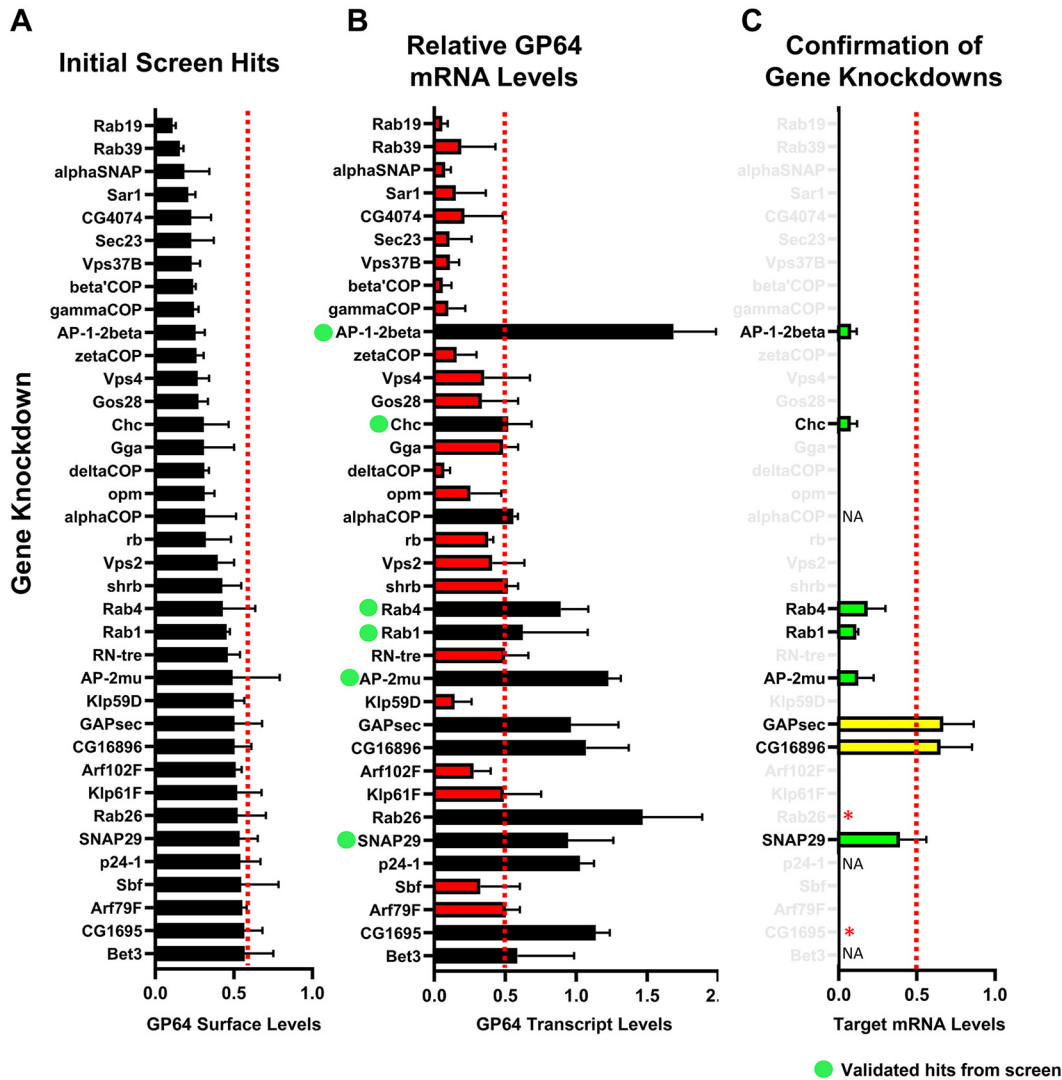 A
Initial Screen Hits
Gene Knockdown
Rab19
Rab39
alphaSNAP
Sar1
CG4074
Sec23
Vps37B
beta'COP
gammaCOP
AP-1-2beta
zetaCOP
Vps4
Gos28
Chc
Gga
deltaCOP
opm
alphaCOP
rb
Vps2
shrb
Rab4
Rab1
RN-tre
AP-2mu
Klp59D
GAPsec
CG16896
Arf102F
Klp61F
Rab26
SNAP29
p24-1
Sbf
Arf79F
CG1695
Bet3
0.0 0.5 1.0
GP64 Surface Levels
B
Relative GP64
mRNA Levels
Rab19
Rab39
alphaSNAP
Sar1
CG4074
Sec23
Vps37B
beta'COP
gammaCOP
AP-1-2beta
zetaCOP
Vps4
Gos28
Chc
Gga
deltaCOP
opm
alphaCOP
rb
Vps2
shrb
Rab4
Rab1
RN-tre
AP-2mu
Klp59D
GAPsec
CG16896
Arf102F
Klp61F
Rab26
SNAP29
p24-1
Sbf
Arf79F
CG1695
Bet3
0.0 0.5 1.0 1.5 2.
GP64 Transcript Levels
C
Confirmation of
Gene Knockdowns
Rab19
Rab39
alphaSNAP
Sar1
CG4074
Sec23
Vps37B
beta'COP
gammaCOP
AP-1-2beta
zetaCOP
Vps4
Gos28
Chc
Gga
deltaCOP
opm
alphaCOP NA
rb
Vps2
shrb
Rab4
Rab1
RN-tre
AP-2mu
Klp59D
GAPsec
CG16896
Arf102F
Klp61F
Rab26 *
SNAP29
p24-1 NA
Sbf
Arf79F
CG1695 *
Bet3 NA
0.0 0.5 1.0
Target mRNA Levels
Validated hits from screen